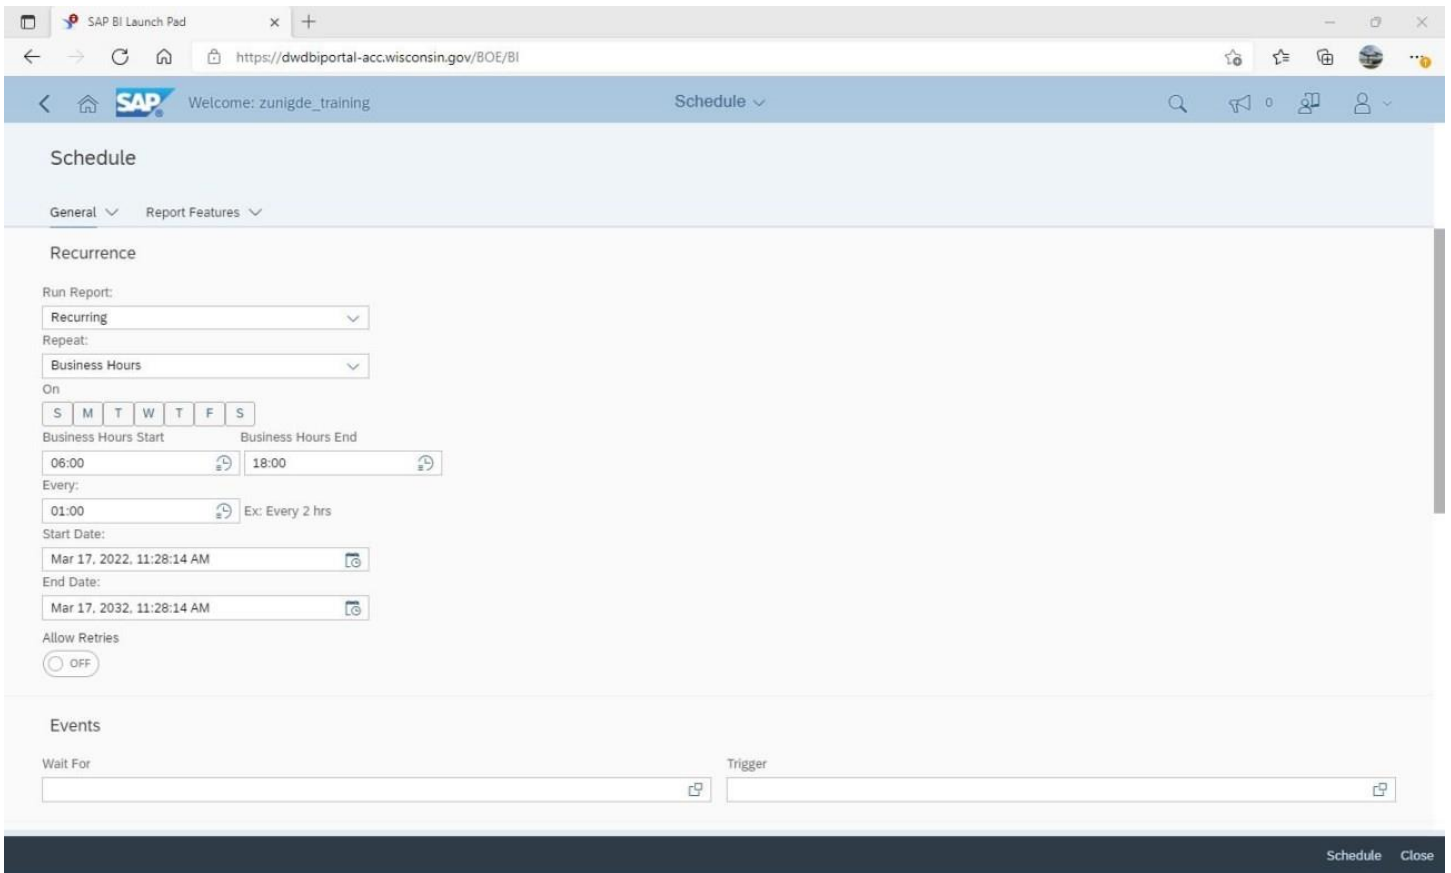 SAP BI Launch Pad
https://dwdbiportal-acc.wisconsin.gov/BOE/BI
SAP Welcome: zunigde_training Schedule 0
Schedule
General Report Features
Recurrence
Run Report:
Recurring
Repeat:
Business Hours
On
S M T W T F S
Business Hours Start Business Hours End
06:00 18:00
Every:
01:00 Ex: Every 2 hrs
Start Date:
Mar 17, 2022, 11:28:14 AM
End Date:
Mar 17, 2032, 11:28:14 AM
Allow Retries
OFF
Events
Wait For Trigger
Schedule Close